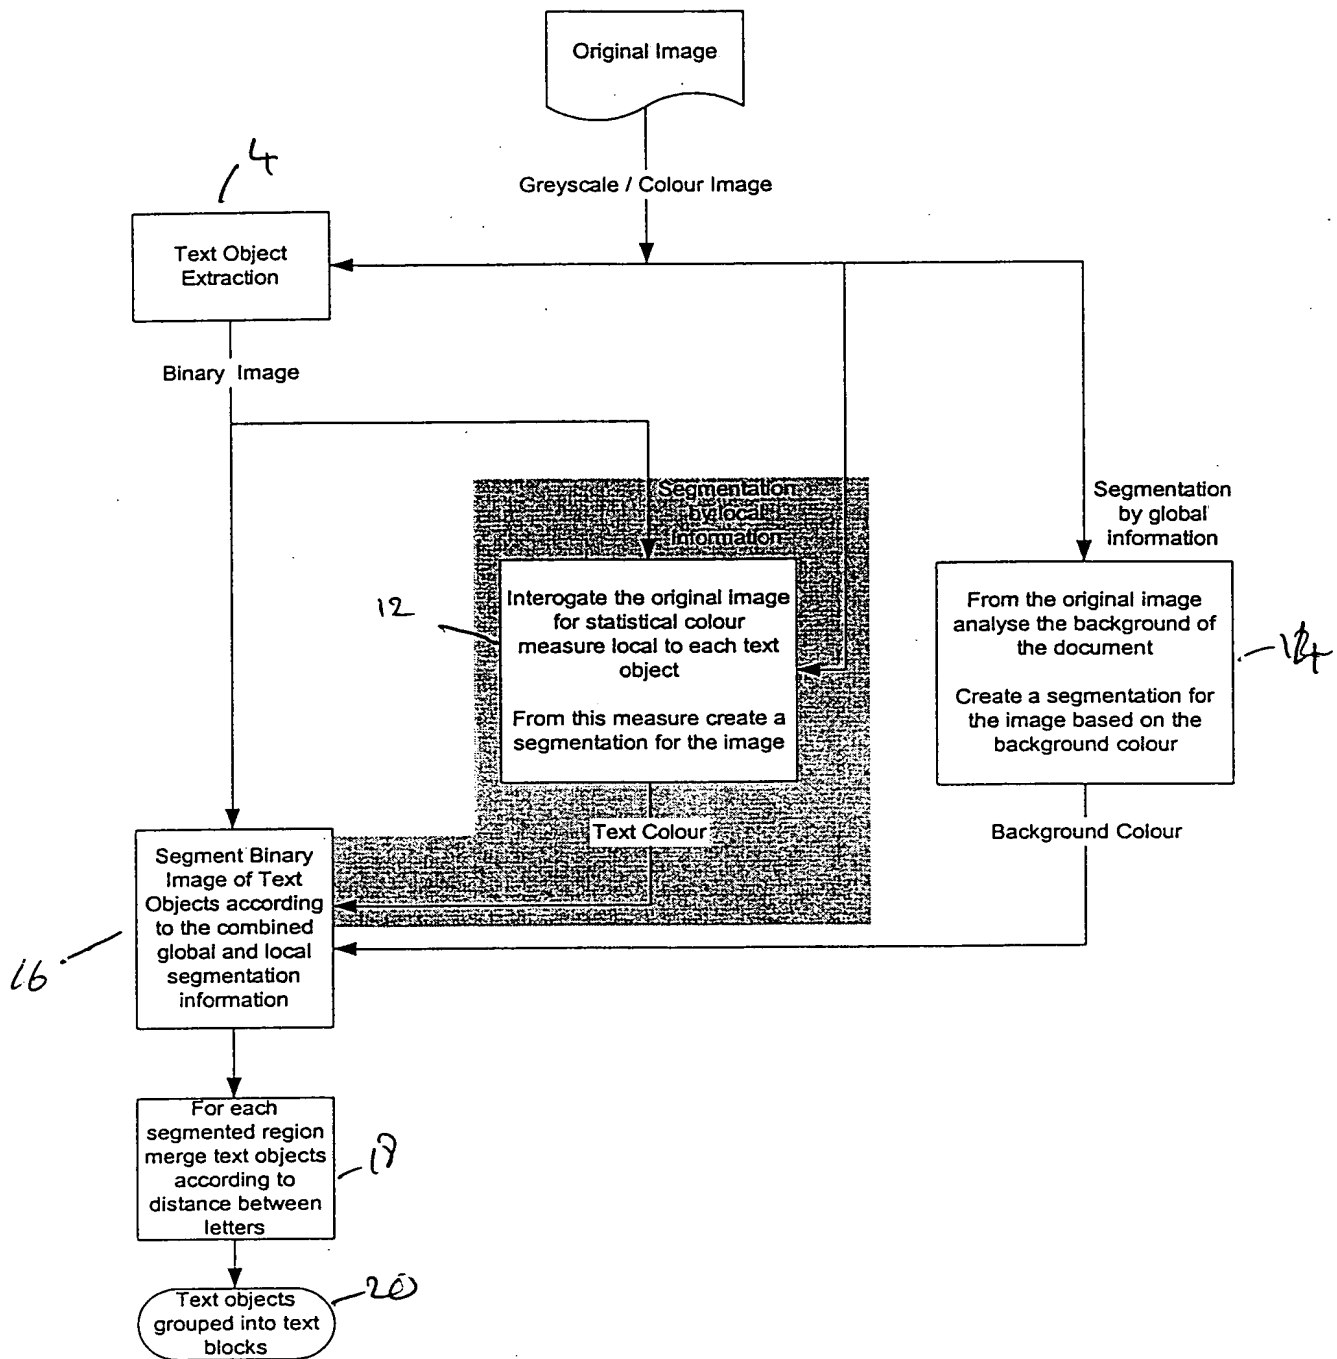 Original Image
Greyscale / Colour Image
4
Text Object
Extraction
Binary Image
Segmentation
by local
information
Segmentation
by global
information
12
Interogate the original image
for statistical colour
measure local to each text
object
From this measure create a
segmentation for the image
From the original image
analyse the background of
the document
Create a segmentation for
the image based on the
background colour
Text Colour
Background Colour
Segment Binary
Image of Text
Objects according
to the combined
global and local
segmentation
information
16
For each
segmented region
merge text objects
according to
distance between
letters
18
Text objects
grouped into text
blocks
20